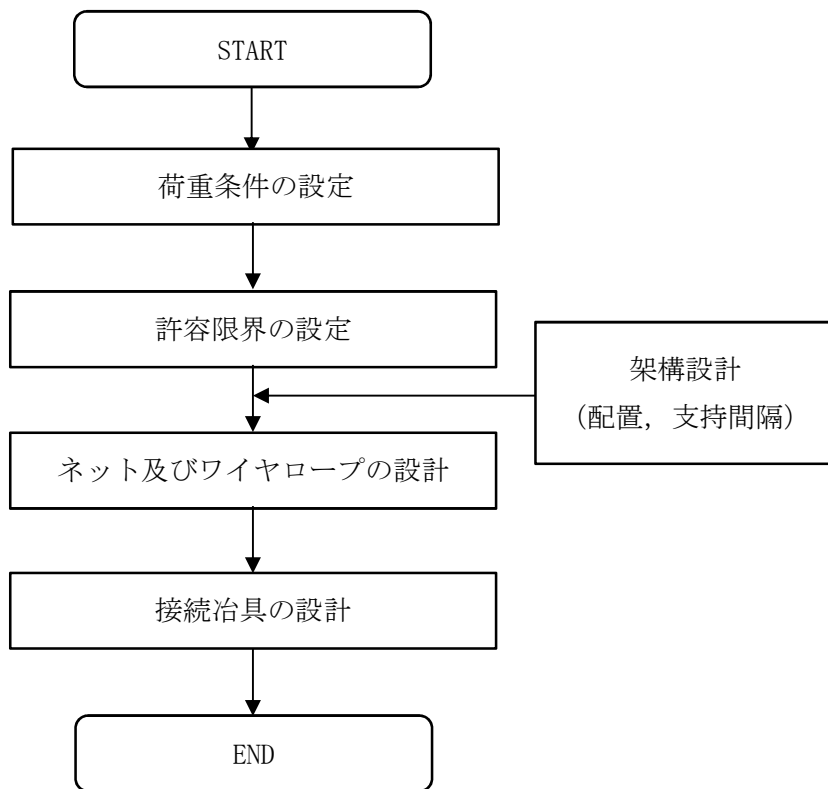 START
荷重条件の設定
許容限界の設定
架構設計
(配置, 支持間隔)
ネット及びワイヤロープの設計
接続冶具の設計
END